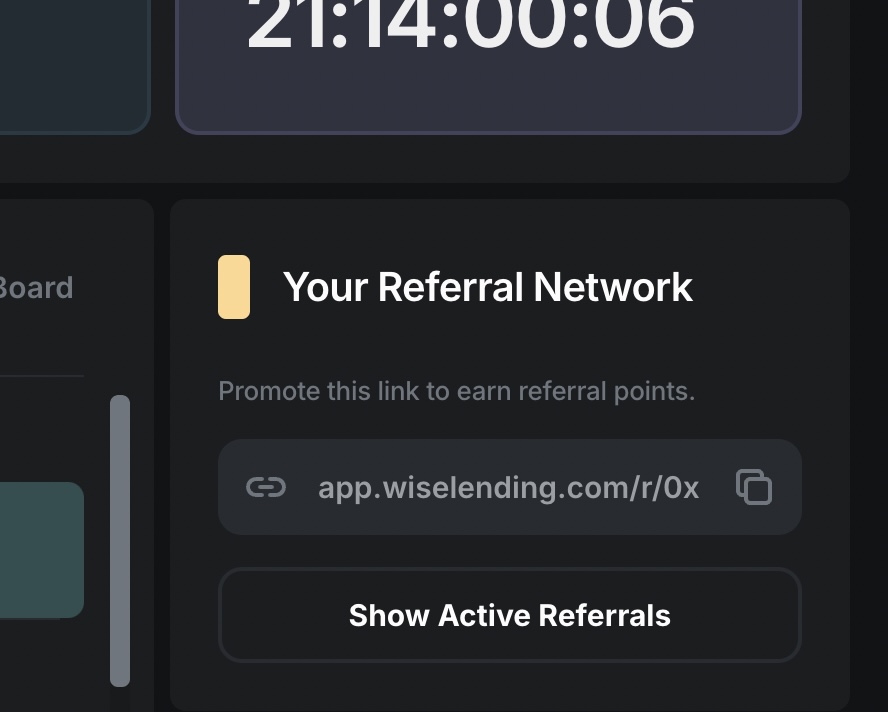 21:14:00:06
Board
Your Referral Network
Promote this link to earn referral points.
app.wiselending.com/r/0x
Show Active Referrals